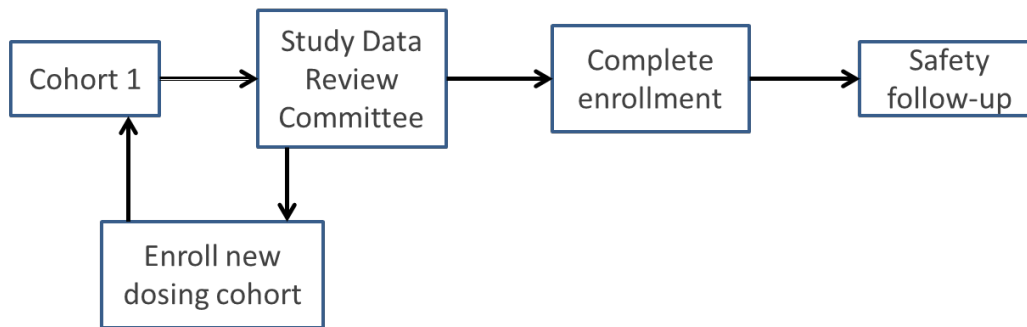 Cohort 1
Study Data
Review
Committee
Complete
enrollment
Safety
follow-up
Enroll new
dosing cohort